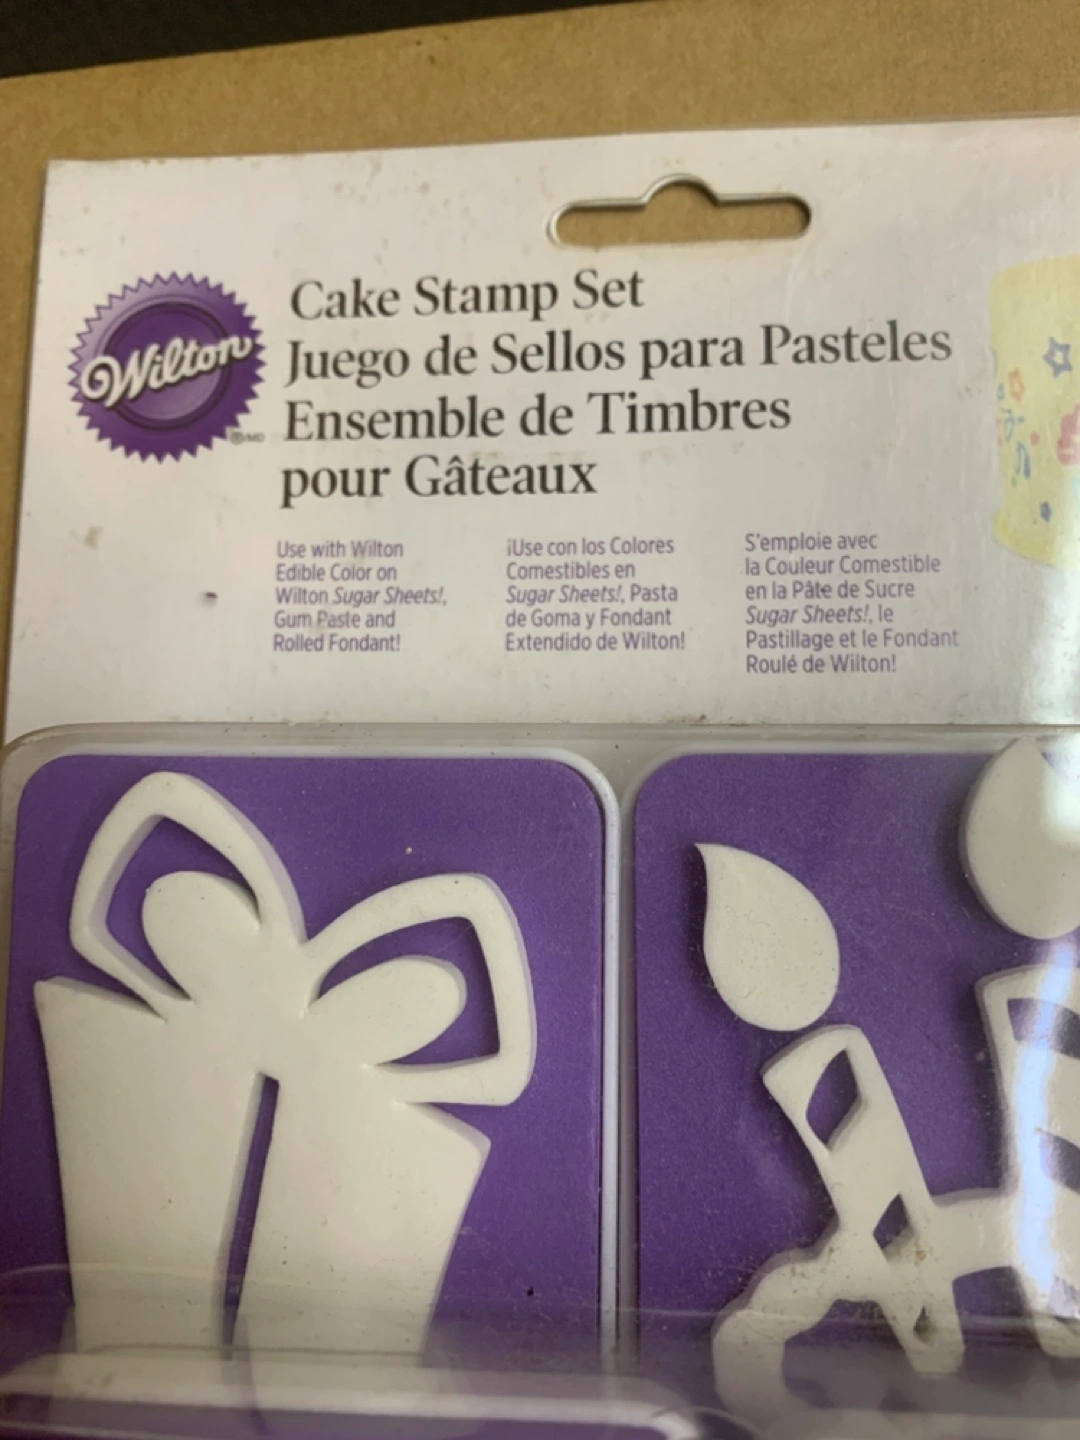 Wilton
®MD
Cake Stamp Set
Juego de Sellos para Pasteles
Ensemble de Timbres
pour Gâteaux
Use with Wilton
Edible Color on
Wilton Sugar Sheets!,
Gum Paste and
Rolled Fondant!
¡Use con los Colores
Comestibles en
Sugar Sheets!, Pasta
de Goma y Fondant
Extendido de Wilton!
S'emploie avec
la Couleur Comestible
en la Pâte de Sucre
Sugar Sheets!, le
Pastillage et le Fondant
Roulé de Wilton!